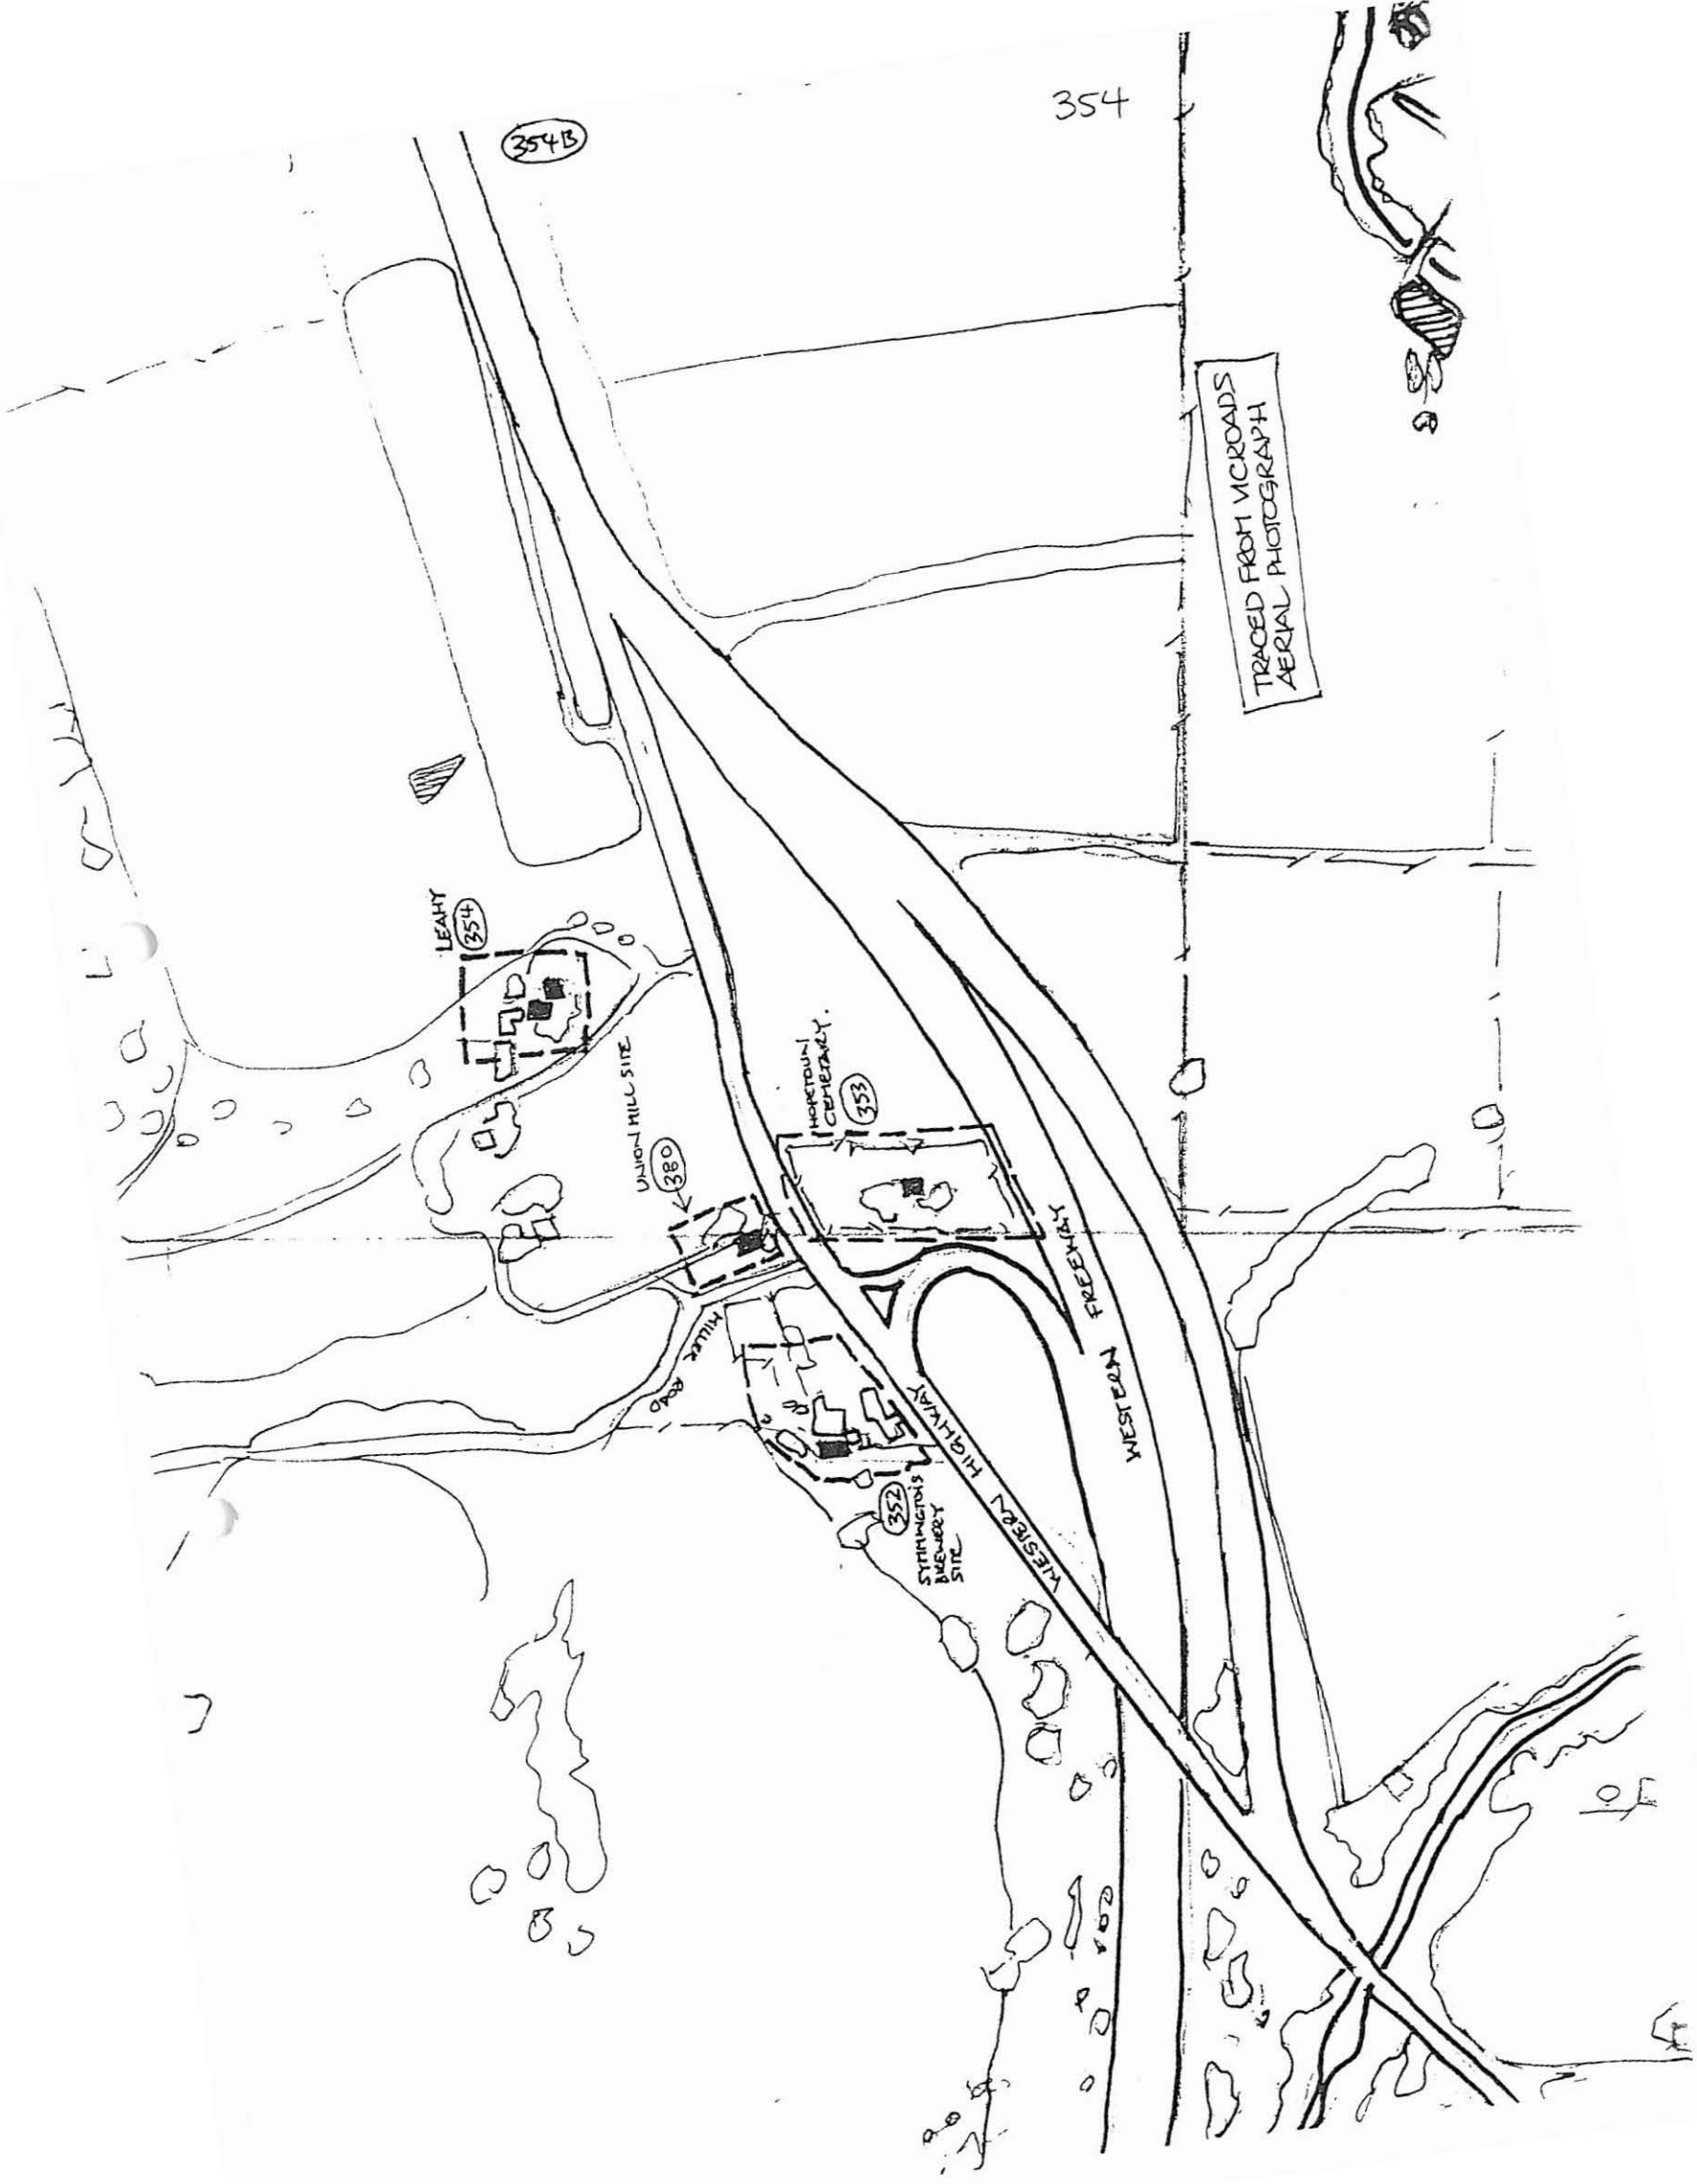 354B
354
TRACED FROM VICROADS
AERIAL PHOTOGRAPH
LEAHY
354
UNION MILL SITE
380
HOPETOUN
CEMETARY.
353
MILLER ROAD
WESTERN FREEWAY
WESTERN HIGHWAY
352
SYMMINGTON'S
BREWERY
SITE